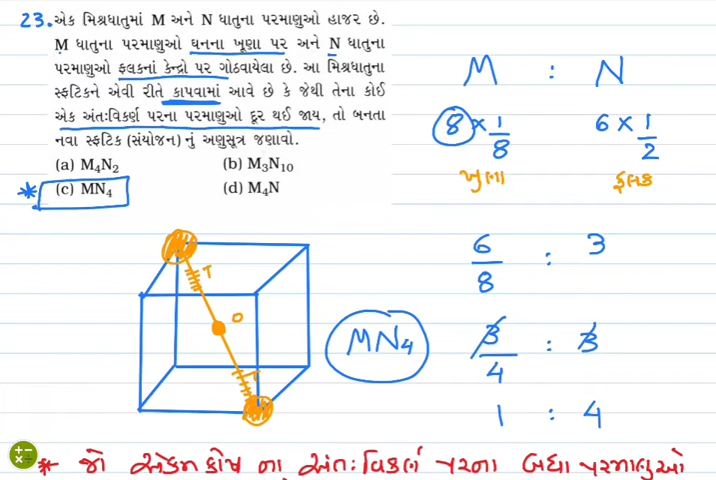 23. એક મિશ્રધાતુમાં M અને N ધાતુના પરમાણુઓ હાજર છે.
M ધાતુના પરમાણુઓ ઘનના ખૂણા પર અને N ધાતુના
પરમાણુઓ ફલકનાં કેન્દ્રો પર ગોઠવાયેલા છે. આ મિશ્રધાતુના
સ્ફટિકને એવી રીતે કાપવામાં આવે છે કે જેથી તેના કોઈ
એક અંતઃવિકર્ણ પરના પરમાણુઓ દૂર થઈ જાય, તો બનતા
નવા સ્ફટિક (સંયોજન) નું અણુસૂત્ર જણાવો.
(a) M₄N₂ (b) M₃N₁₀
* (c) MN₄ (d) M₄N
M : N
8 × 1/8 6 × 1/2
ખુણા ફલક
6/8 : 3
T
O
T
MN₄
3/4 : 3
1 : 4
* જો એકમ કોષ ના અંતઃવિકર્ણ પરના બધા પરમાણુઓ